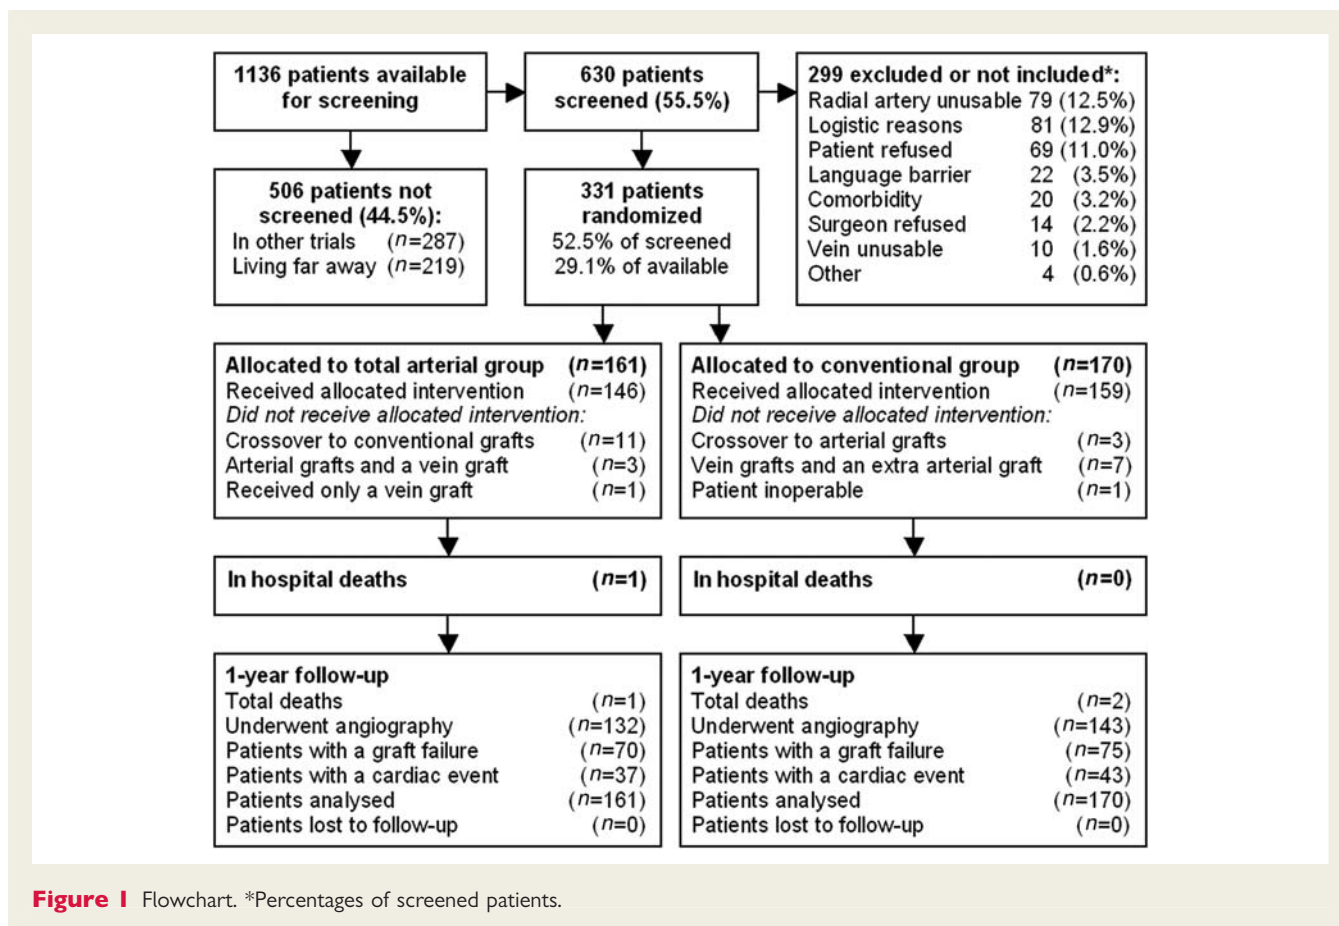 1136 patients available
for screening
630 patients
screened (55.5%)
299 excluded or not included*:
Radial artery unusable 79 (12.5%)
Logistic reasons 81 (12.9%)
Patient refused 69 (11.0%)
Language barrier 22 (3.5%)
Comorbidity 20 (3.2%)
Surgeon refused 14 (2.2%)
Vein unusable 10 (1.6%)
Other 4 (0.6%)
506 patients not
screened (44.5%):
In other trials (n=287)
Living far away (n=219)
331 patients
randomized
52.5% of screened
29.1% of available
Allocated to total arterial group (n=161)
Received allocated intervention (n=146)
Did not receive allocated intervention:
Crossover to conventional grafts (n=11)
Arterial grafts and a vein graft (n=3)
Received only a vein graft (n=1)
Allocated to conventional group (n=170)
Received allocated intervention (n=159)
Did not receive allocated intervention:
Crossover to arterial grafts (n=3)
Vein grafts and an extra arterial graft (n=7)
Patient inoperable (n=1)
In hospital deaths (n=1)
In hospital deaths (n=0)
1-year follow-up
Total deaths (n=1)
Underwent angiography (n=132)
Patients with a graft failure (n=70)
Patients with a cardiac event (n=37)
Patients analysed (n=161)
Patients lost to follow-up (n=0)
1-year follow-up
Total deaths (n=2)
Underwent angiography (n=143)
Patients with a graft failure (n=75)
Patients with a cardiac event (n=43)
Patients analysed (n=170)
Patients lost to follow-up (n=0)
Figure 1 Flowchart. *Percentages of screened patients.